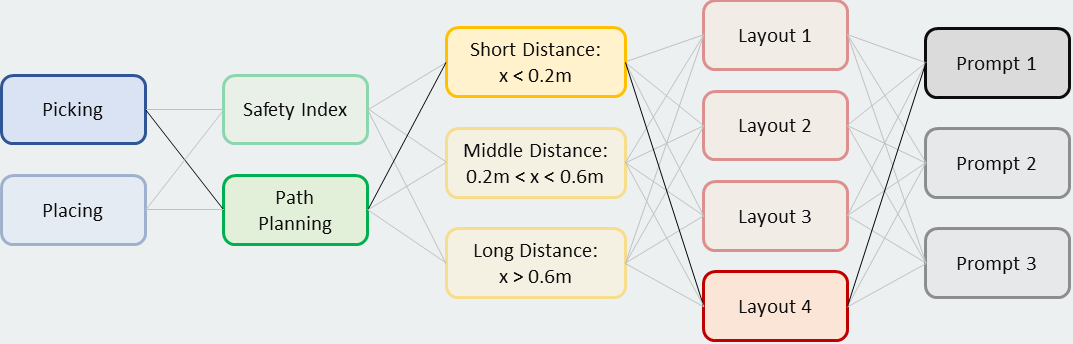 Picking
Placing
Safety Index
Path
Planning
Short Distance:
x < 0.2m
Middle Distance:
0.2m < x < 0.6m
Long Distance:
x > 0.6m
Layout 1
Layout 2
Layout 3
Layout 4
Prompt 1
Prompt 2
Prompt 3